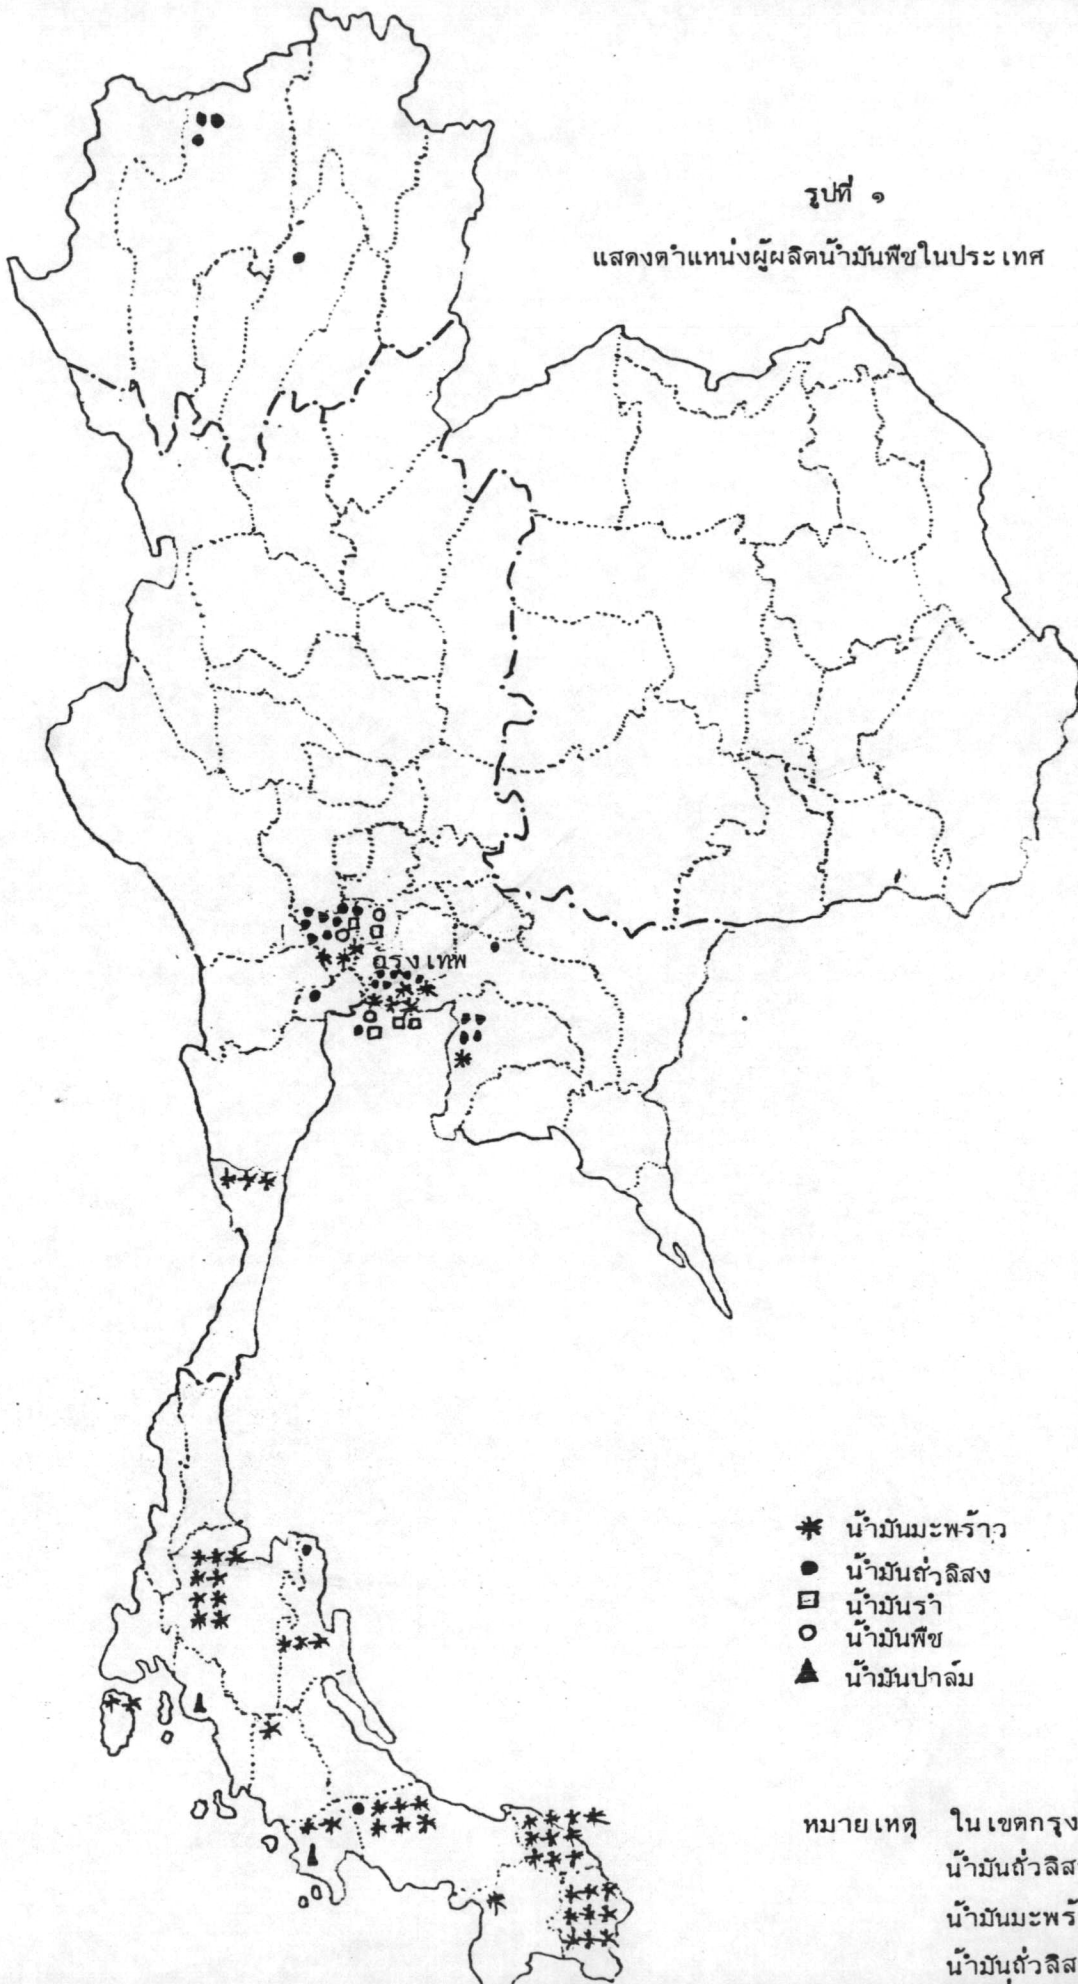 รูปที่ ๑
แสดงตำแหน่งผู้ผลิตน้ำมันพืชในประเทศ
กรุงเทพ
น้ำมันมะพร้าว
น้ำมันถั่วลิสง
น้ำมันรำ
น้ำมันพืช
น้ำมันปาล์ม
หมายเหตุ ในเขตกรุง
น้ำมันถั่วลิส
น้ำมันมะพร้
น้ำมันถั่วลิส